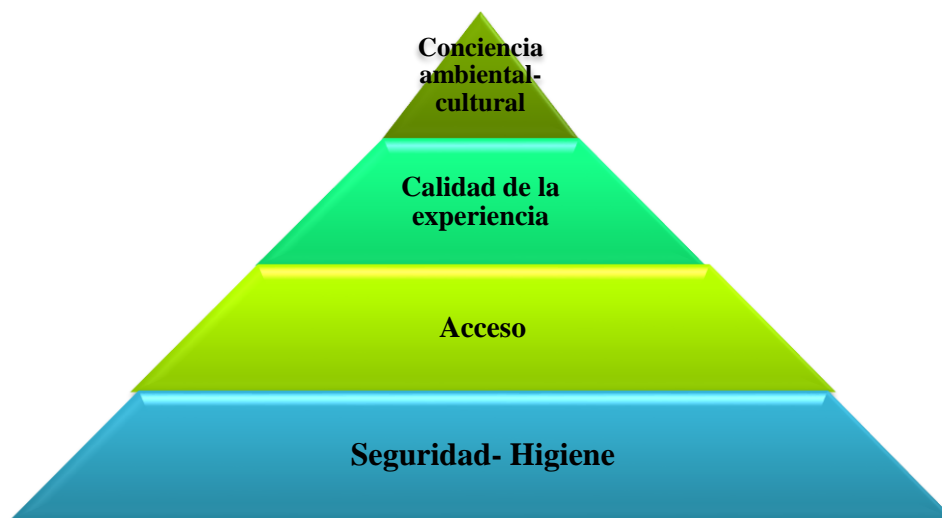 Conciencia
ambiental-
cultural
Calidad de la
experiencia
Acceso
Seguridad- Higiene